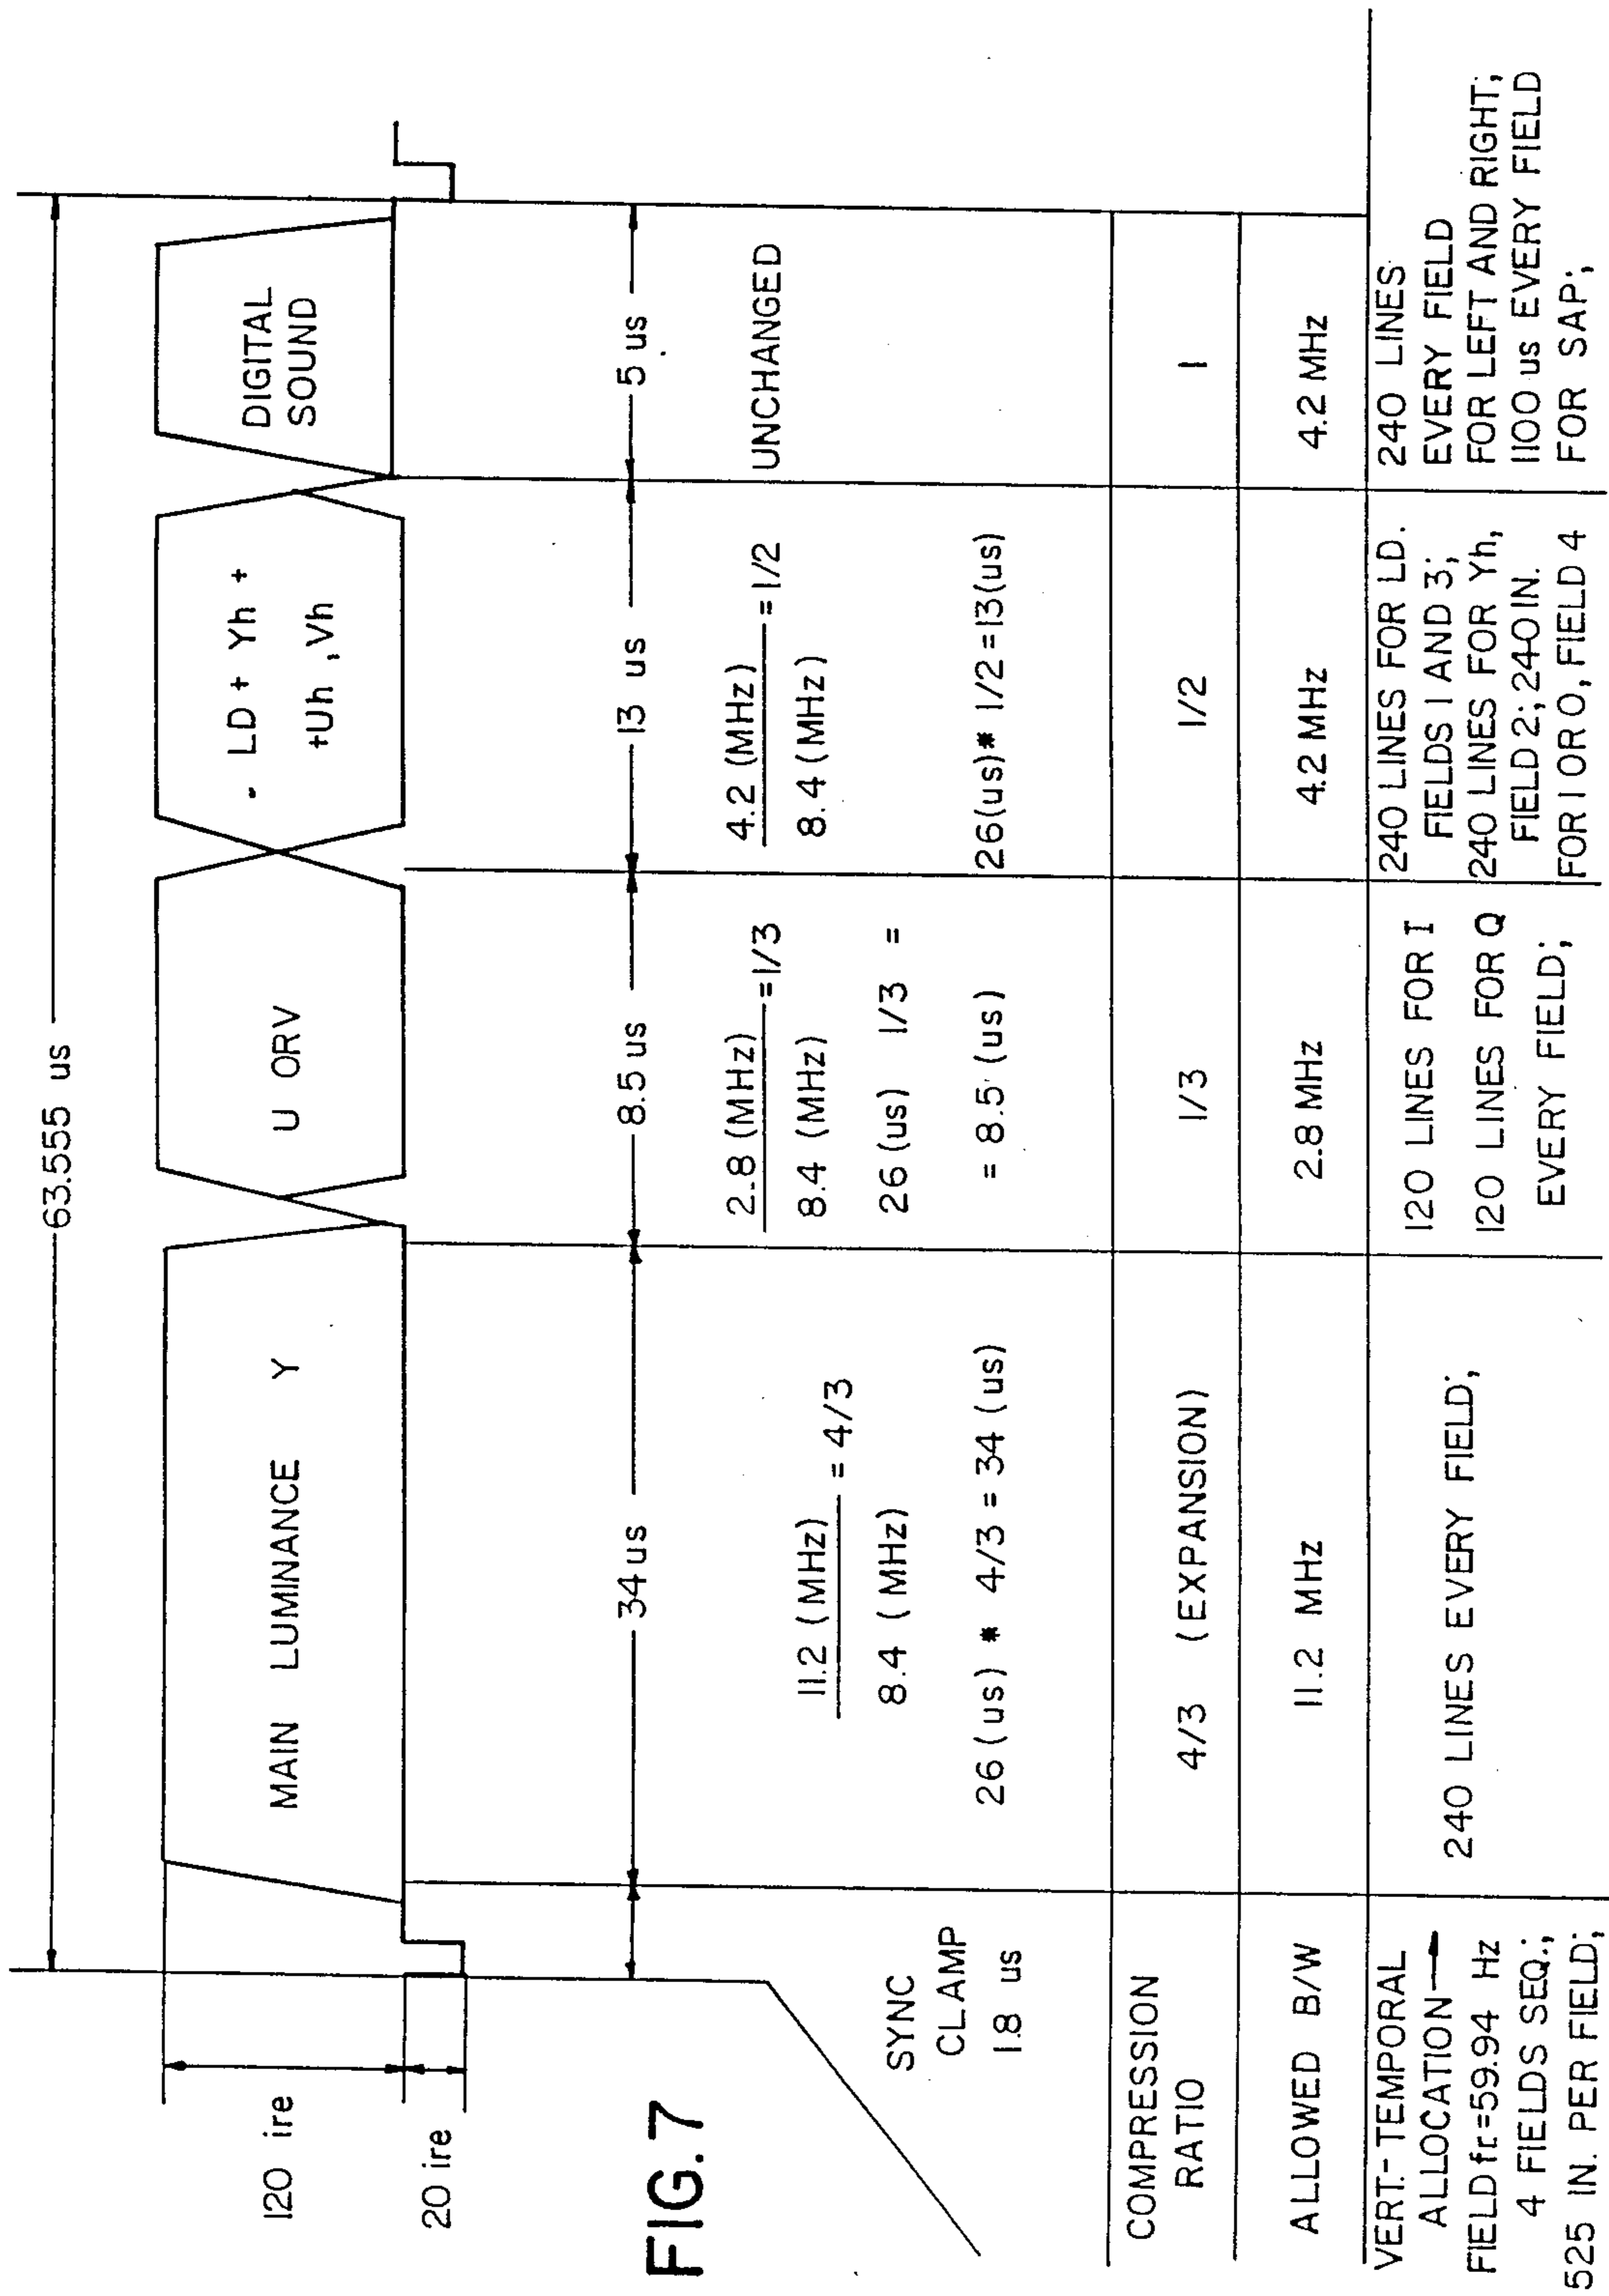 63.555 us
120 ire
20 ire
MAIN LUMINANCE Y
U ORV
- LD + Yh +
+Uh , Vh
DIGITAL
SOUND
34us
8.5 us
13 us
5 us
FIG.7
SYNC
CLAMP
1.8 us
11.2 (MHz)
= 4/3
8.4 (MHz)
26 (us) * 4/3 = 34 (us)
2.8 (MHz)
=1/3
8.4 (MHz)
26 (us) 1/3 =
= 8.5 (us)
4.2 (MHz)
= 1/2
8.4 (MHz)
26(us)* 1/2=13(us)
UNCHANGED
COMPRESSION
RATIO
4/3 (EXPANSION)
1/3
1/2
1
ALLOWED B/W
11.2 MHz
2.8 MHz
4.2 MHz
4.2 MHz
VERT.-TEMPORAL
ALLOCATION
FIELD fr.=59.94 Hz
4 FIELDS SEQ.;
525 IN. PER FIELD;
240 LINES EVERY FIELD;
120 LINES FOR I
120 LINES FOR Q
EVERY FIELD;
240 LINES FOR LD.
FIELDS 1 AND 3;
240 LINES FOR Yh,
FIELD 2; 240 IN.
FOR I OR O, FIELD 4
240 LINES
EVERY FIELD
FOR LEFT AND RIGHT;
1100 us EVERY FIELD
FOR SAP;